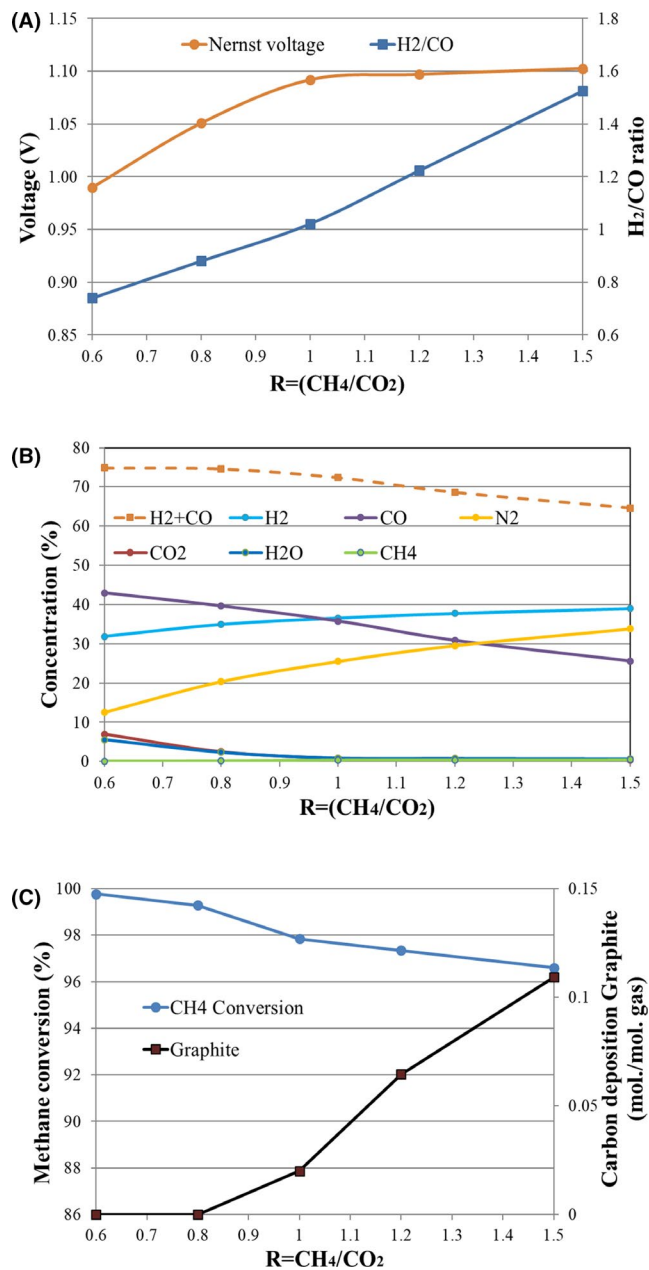 (A)
Nernst voltage H2/CO
1.15
1.10
1.05
1.00
0.95
0.90
0.85
Voltage (V)
1.8
1.6
1.4
1.2
1
0.8
0.6
H2/CO ratio
0.6 0.7 0.8 0.9 1 1.1 1.2 1.3 1.4 1.5
R=(CH4/CO2)
(B)
80
70
60
50
40
30
20
10
0
Concentration (%)
H2+CO H2 CO N2
CO2 H2O CH4
0.6 0.7 0.8 0.9 1 1.1 1.2 1.3 1.4 1.5
R=(CH4/CO2)
(C)
100
98
96
94
92
90
88
86
Methane conversion (%)
CH4 Conversion
Graphite
0.15
0.1
0.05
0
Carbon deposition Graphite
(mol./mol. gas)
0.6 0.7 0.8 0.9 1 1.1 1.2 1.3 1.4 1.5
R=CH4/CO2